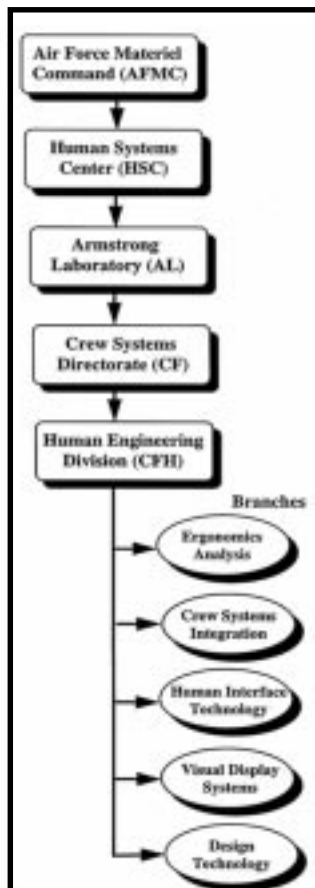 Air Force Materiel
Command (AFMC)
Human Systems
Center (HSC)
Armstrong
Laboratory (AL)
Crew Systems
Directorate (CF)
Human Engineering
Division (CFH)
Branches
Ergonomics
Analysis
Crew Systems
Integration
Human Interface
Technology
Visual Display
Systems
Design
Technology